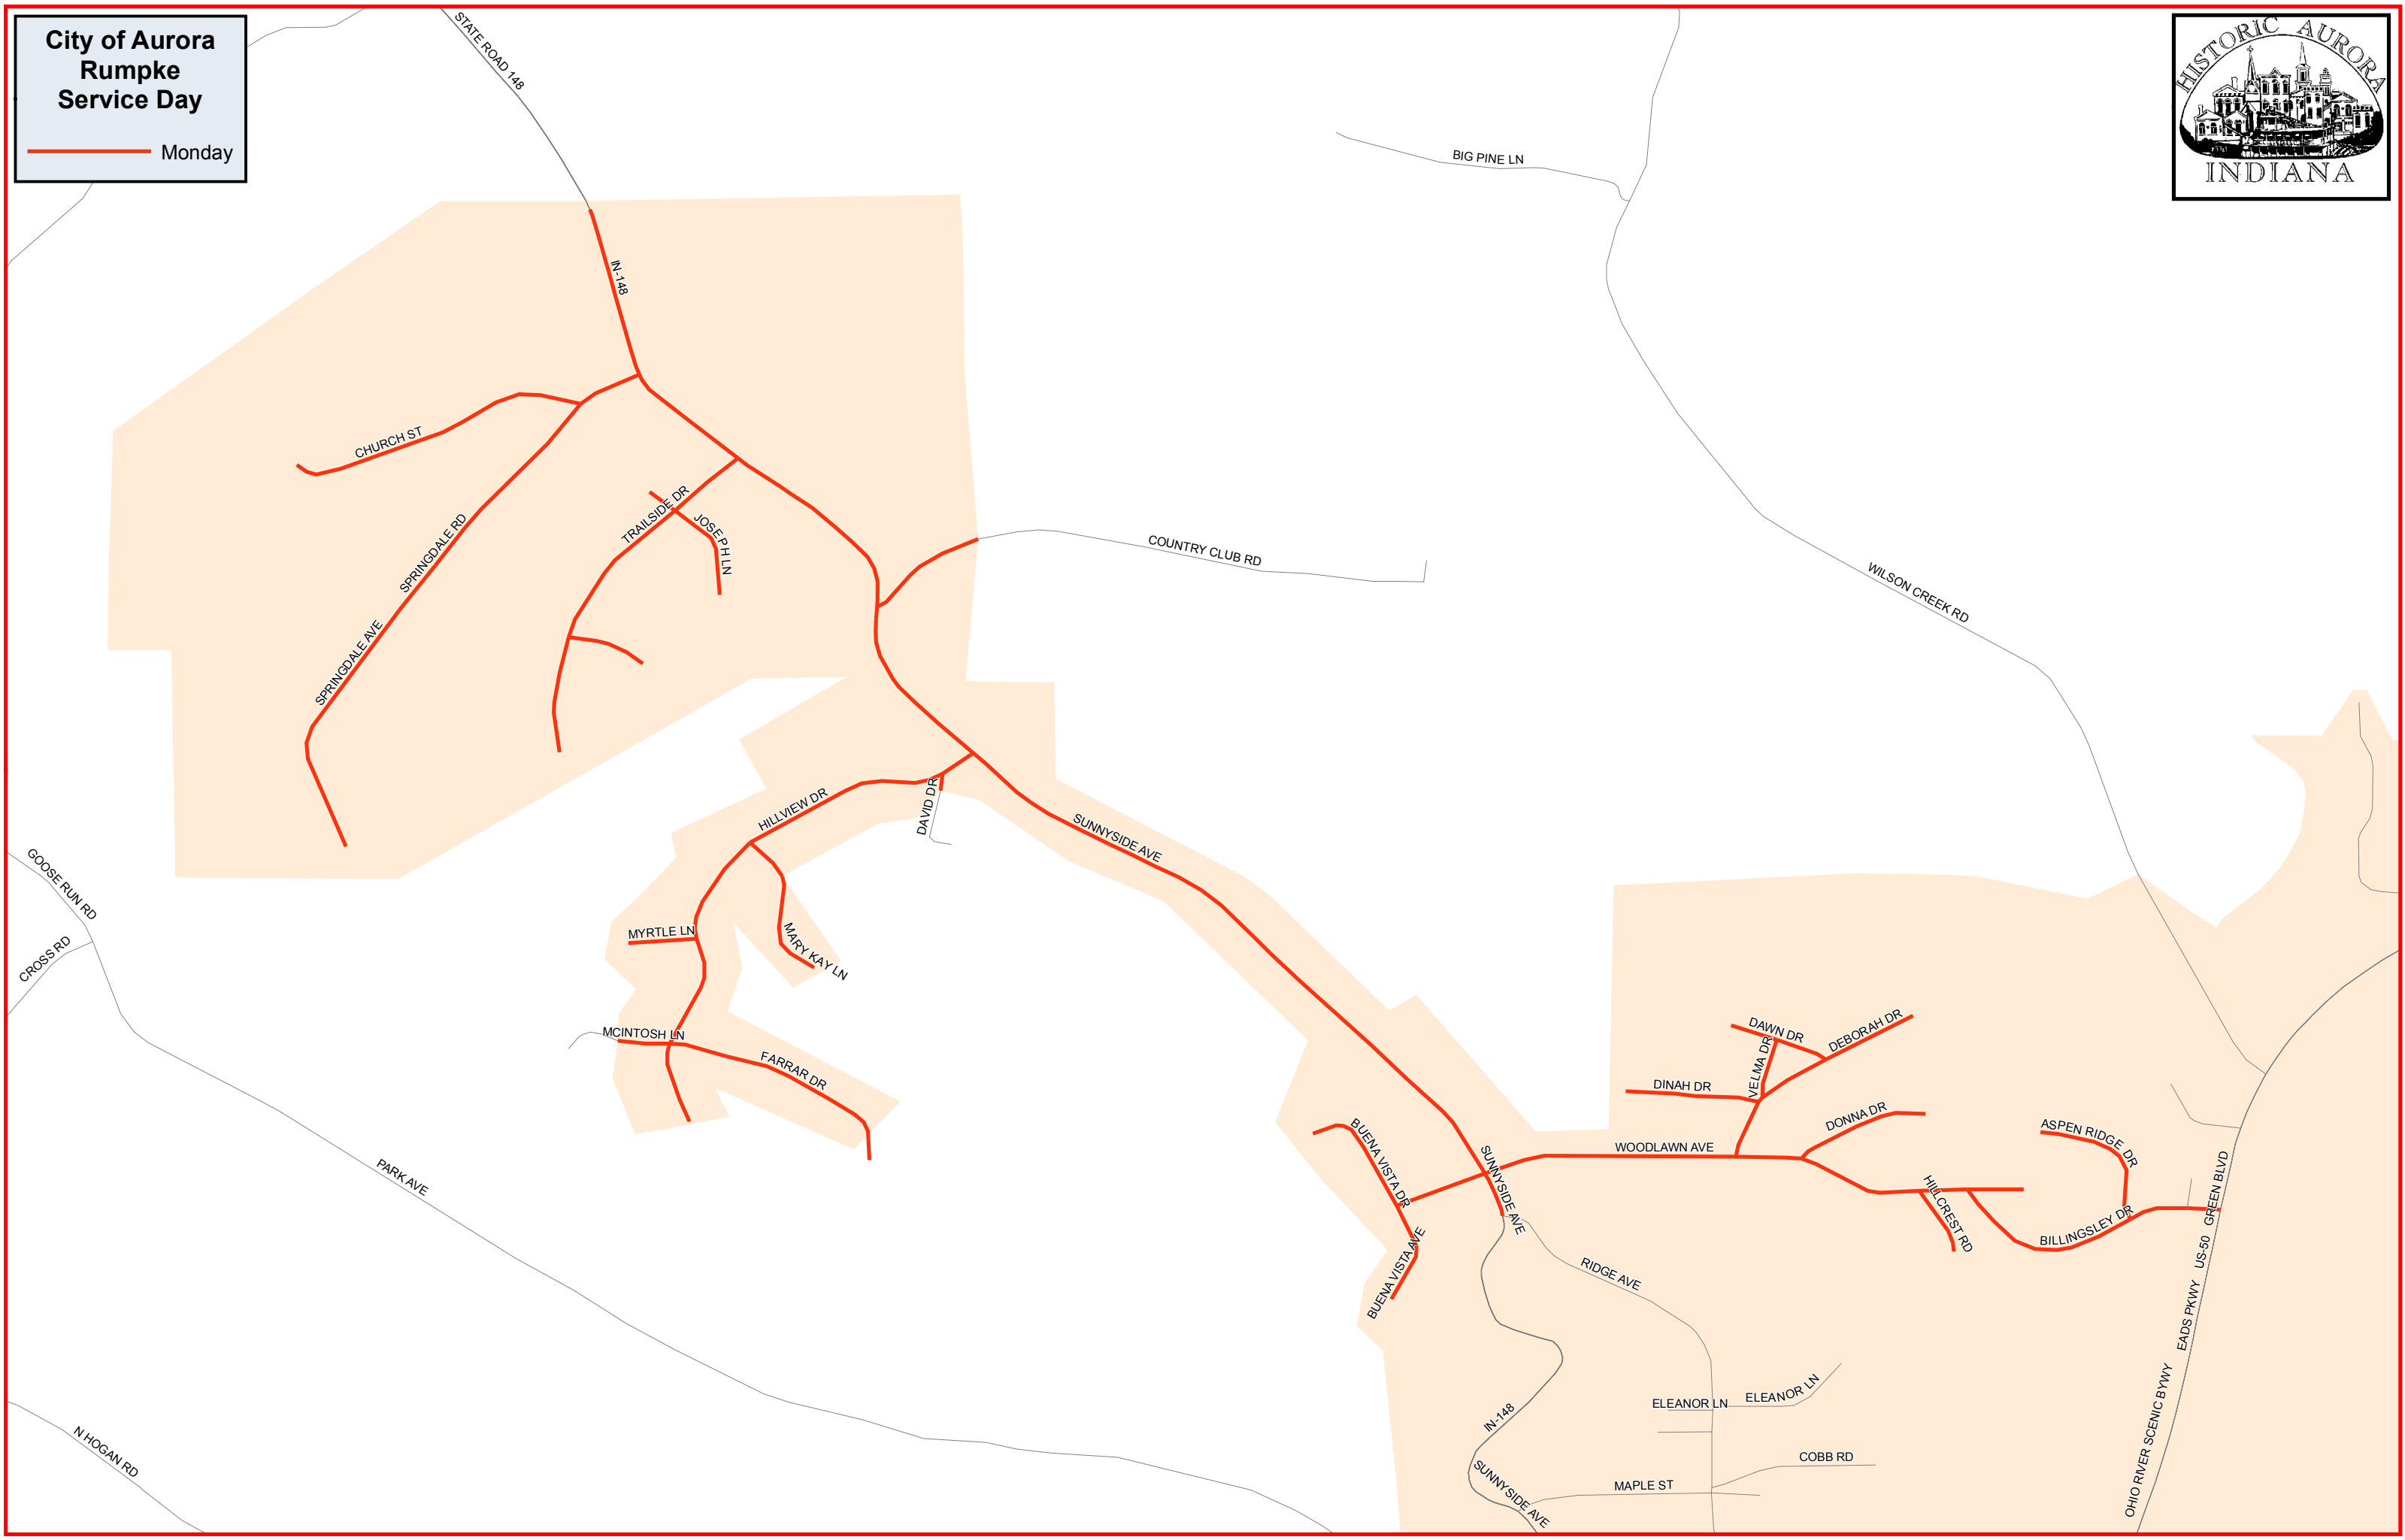 City of Aurora
Rumpke
Service Day
Monday
HISTORIC AURORA
INDIANA
STATE ROAD 148
BIG PINE LN
IN-148
CHURCH ST
TRAILSIDE DR
JOSEPH LN
SPRINGDALE RD
COUNTRY CLUB RD
WILSON CREEK RD
SPRINGDALE AVE
DAVID DR
HILLVIEW DR
SUNNYSIDE AVE
GOOSE RUN RD
CROSS RD
MYRTLE LN
MARY KAY LN
MCINTOSH LN
FARRAR DR
DAWN DR
DEBORAH DR
VELMA DR
DINAH DR
DONNA DR
ASPEN RIDGE DR
WOODLAWN AVE
BUENA VISTA DR
SUNNYSIDE AVE
PARK AVE
HILLCREST RD
BILLINGSLEY DR
GREEN BLVD
US-50
EADS PKWY
OHIO RIVER SCENIC BYWY
BUENA VISTA AVE
RIDGE AVE
ELEANOR LN
ELEANOR LN
IN-148
N HOGAN RD
COBB RD
MAPLE ST
SUNNYSIDE AVE